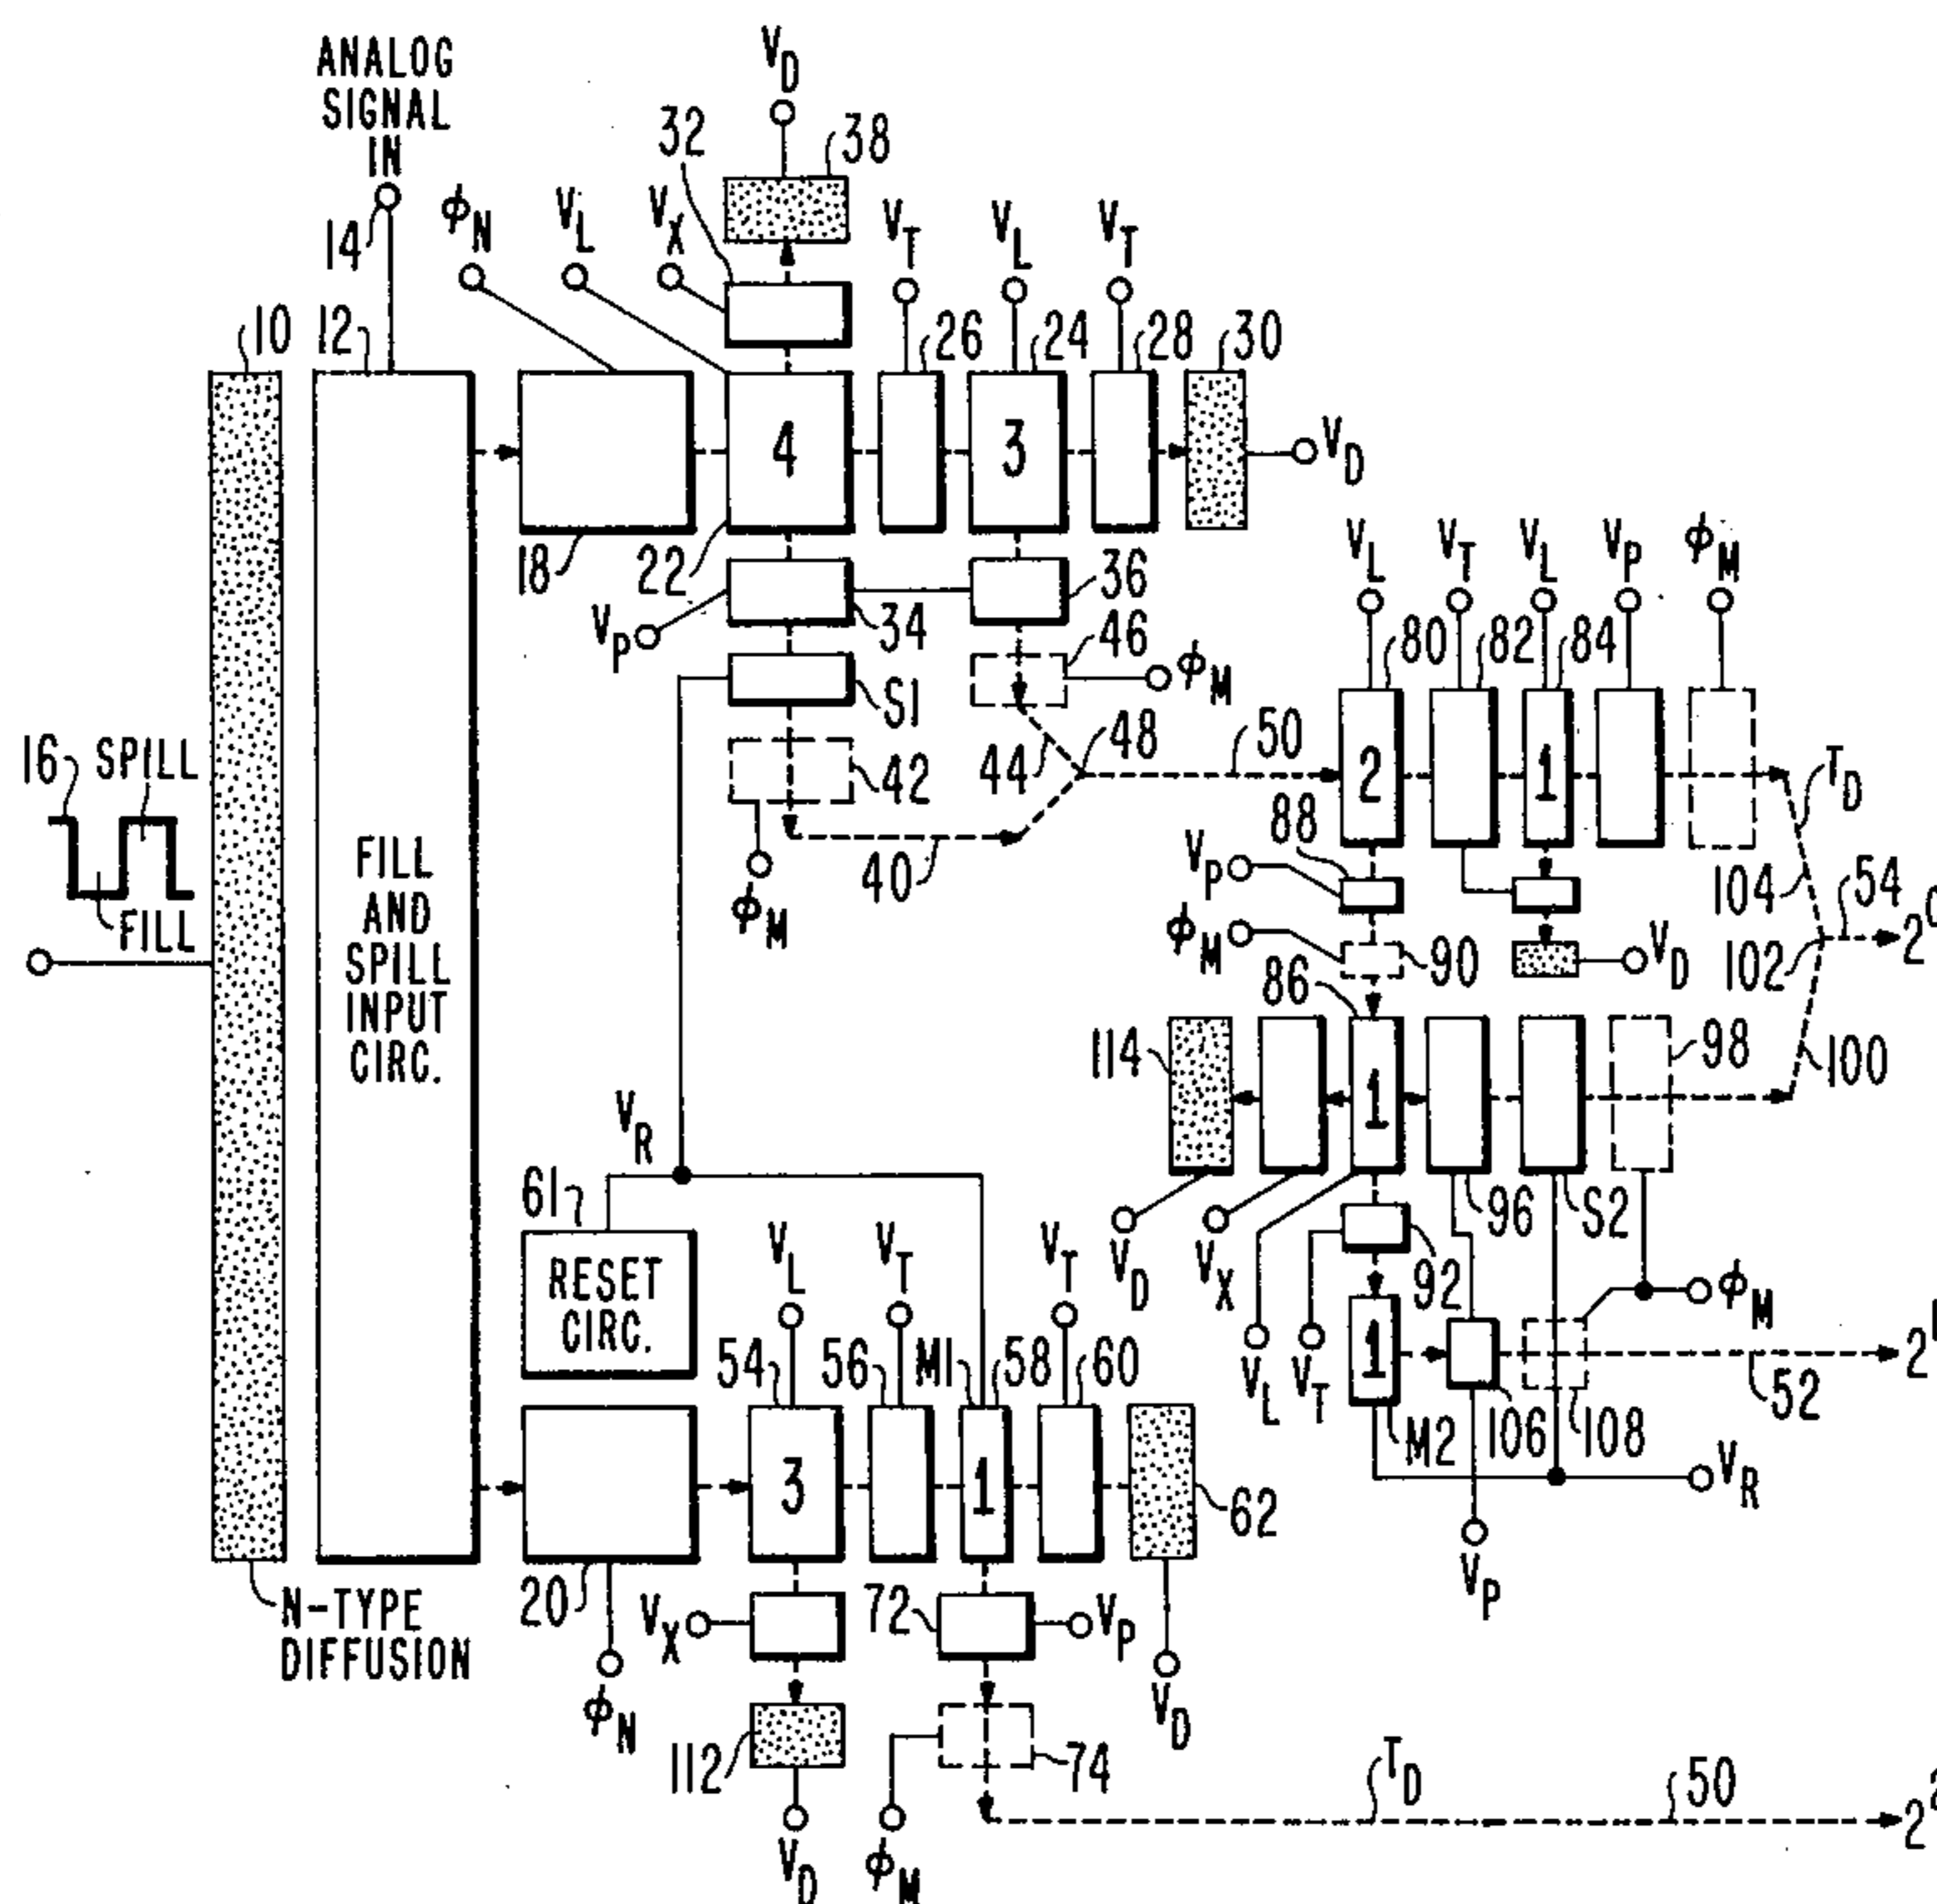 ANALOG
SIGNAL
IN
14
ϕN
VL
VX
32
VD
38
VT
VL
VT
10
12
26
24
28
30
4
3
VD
18
22
VP
34
36
S1
46
ϕM
42
ϕM
40
44
48
50
VL
VT
VL
VP
ϕM
80
82
84
2
1
TD
104
54
2
102
VP
88
ϕM
90
VD
86
16
SPILL
FILL
FILL
AND
SPILL
INPUT
CIRC.
114
1
96
S2
98
100
VD
VX
VL
VT
92
ϕM
1
M2
106
108
52
2
VR
VP
VR
61
RESET
CIRC.
VL
VT
VT
54
56
M1
58
60
3
1
62
20
ϕN
VX
72
VP
VD
112
VD
74
ϕM
N-TYPE
DIFFUSION
TD
50
2